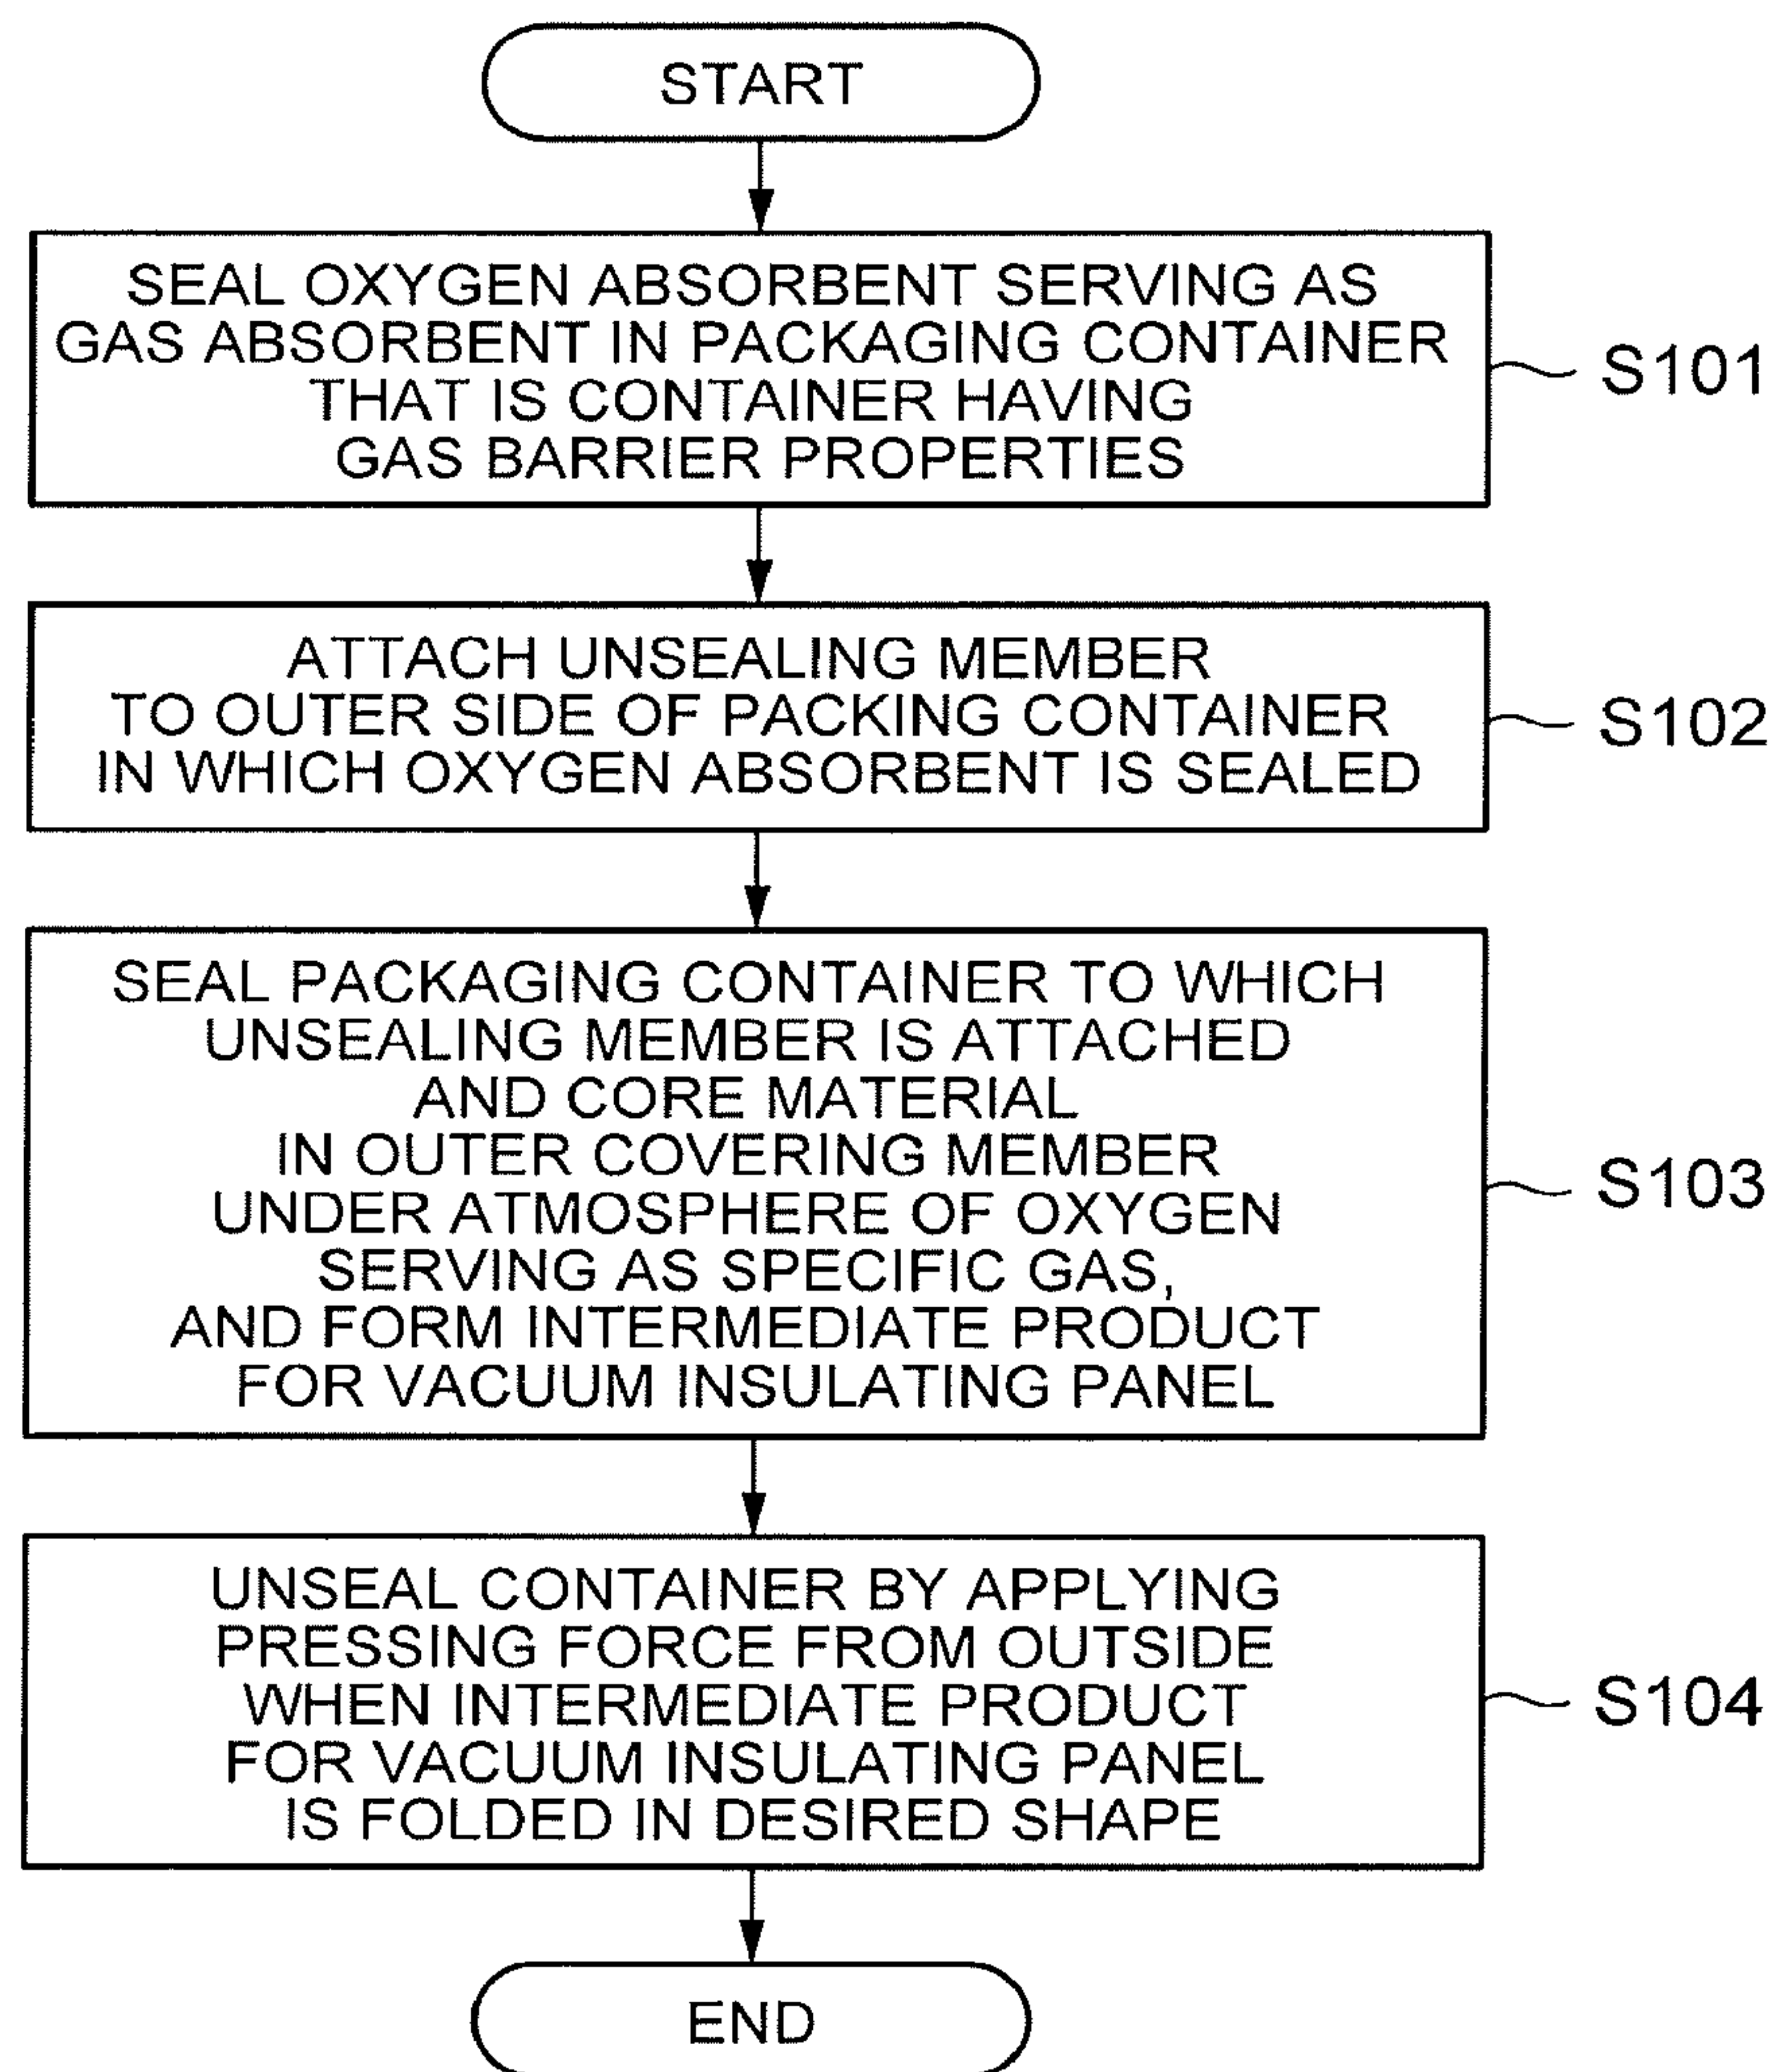 START
SEAL OXYGEN ABSORBENT SERVING AS
GAS ABSORBENT IN PACKAGING CONTAINER
THAT IS CONTAINER HAVING
GAS BARRIER PROPERTIES
S101
ATTACH UNSEALING MEMBER
TO OUTER SIDE OF PACKING CONTAINER
IN WHICH OXYGEN ABSORBENT IS SEALED
S102
SEAL PACKAGING CONTAINER TO WHICH
UNSEALING MEMBER IS ATTACHED
AND CORE MATERIAL
IN OUTER COVERING MEMBER
UNDER ATMOSPHERE OF OXYGEN
SERVING AS SPECIFIC GAS,
AND FORM INTERMEDIATE PRODUCT
FOR VACUUM INSULATING PANEL
S103
UNSEAL CONTAINER BY APPLYING
PRESSING FORCE FROM OUTSIDE
WHEN INTERMEDIATE PRODUCT
FOR VACUUM INSULATING PANEL
IS FOLDED IN DESIRED SHAPE
S104
END